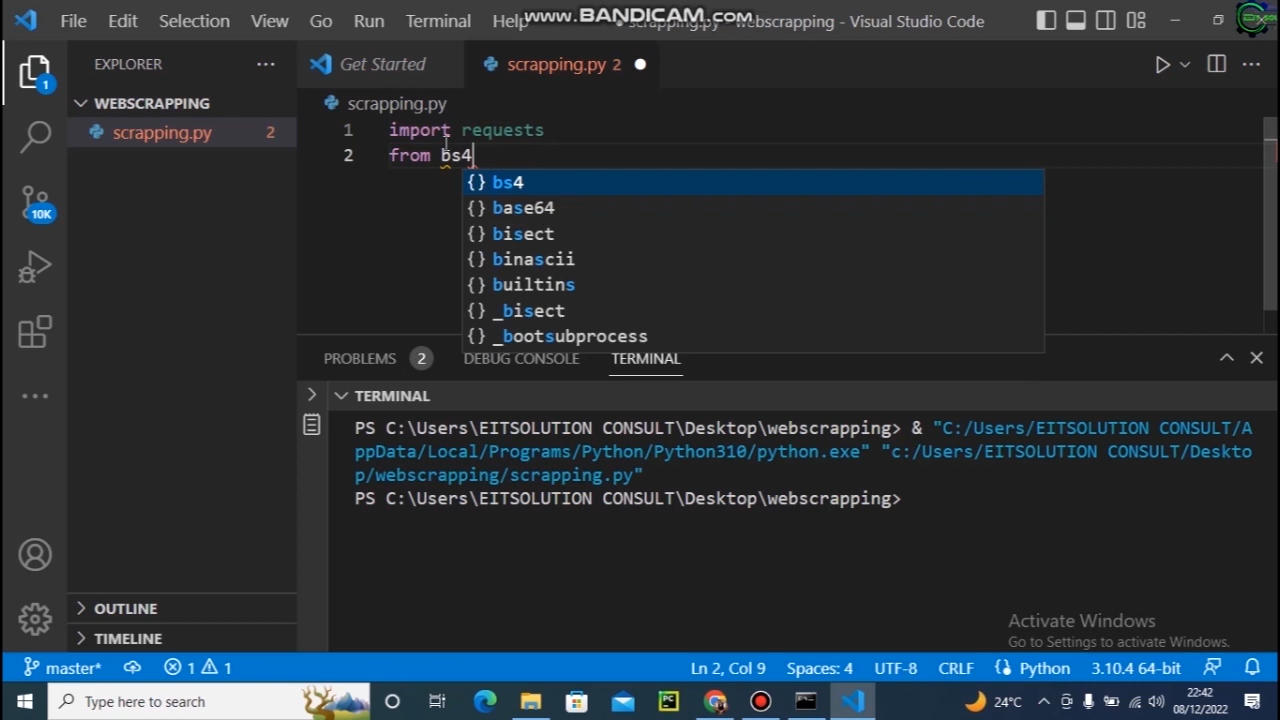 File Edit Selection View Go Run Terminal Help
www.BANDICAM.com
scrapping.py - webscrapping - Visual Studio Code
EXPLORER
Get Started
scrapping.py 2
WEBSCRAPPING
scrapping.py
scrapping.py 2
1 import requests
2 from bs4
bs4
base64
bisect
binascii
builtins
_bisect
_bootsubprocess
1
10K
PROBLEMS 2 DEBUG CONSOLE TERMINAL
TERMINAL
PS C:\Users\EITSOLUTION CONSULT\Desktop\webscrapping> & "C:/Users/EITSOLUTION CONSULT/A
ppData/Local/Programs/Python/Python310/python.exe" "c:/Users/EITSOLUTION CONSULT/Deskto
p/webscrapping/scrapping.py"
PS C:\Users\EITSOLUTION CONSULT\Desktop\webscrapping>
OUTLINE
TIMELINE
Activate Windows
Go to Settings to activate Windows.
master* 1 1 Ln 2, Col 9 Spaces: 4 UTF-8 CRLF Python 3.10.4 64-bit
Type here to search
PC
24°C
22:42
08/12/2022